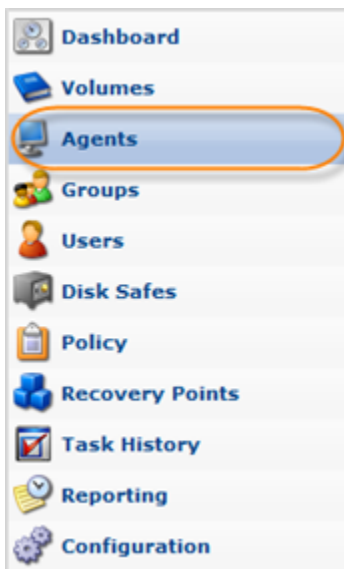 Dashboard
Volumes
Agents
Groups
Users
Disk Safes
Policy
Recovery Points
Task History
Reporting
Configuration